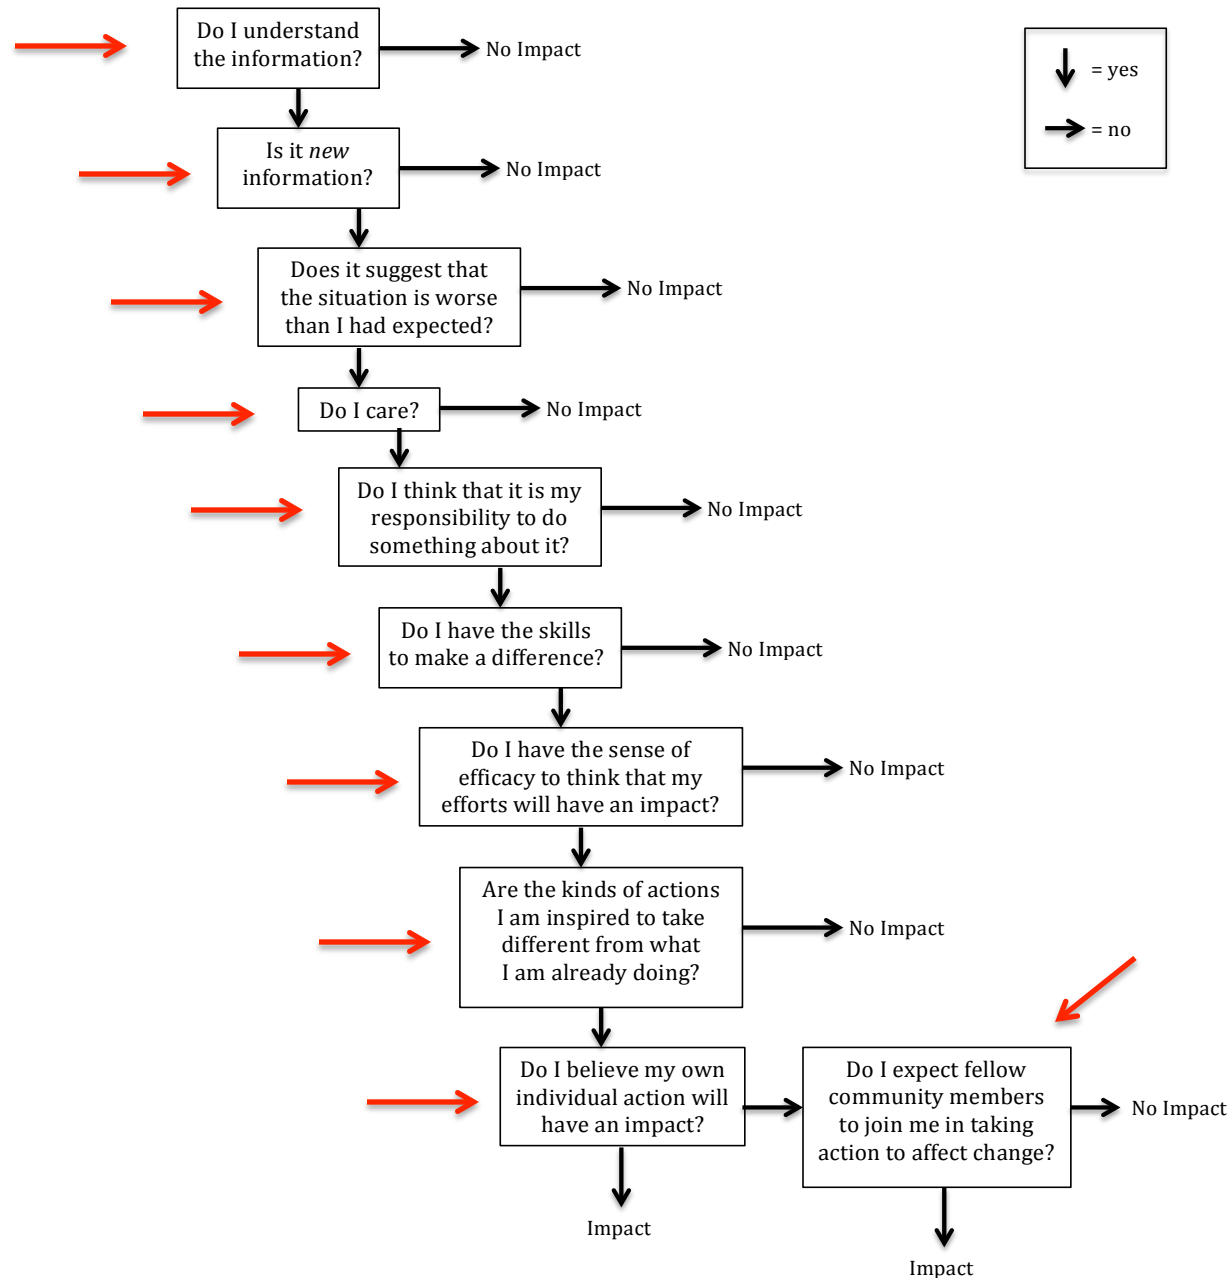 Do I understand
the information?
No Impact
= yes
= no
Is it new
information?
No Impact
Does it suggest that
the situation is worse
than I had expected?
No Impact
Do I care?
No Impact
Do I think that it is my
responsibility to do
something about it?
No Impact
Do I have the skills
to make a difference?
No Impact
Do I have the sense of
efficacy to think that my
efforts will have an impact?
No Impact
Are the kinds of actions
I am inspired to take
different from what
I am already doing?
No Impact
Do I believe my own
individual action will
have an impact?
Do I expect fellow
community members
to join me in taking
action to affect change?
No Impact
Impact
Impact